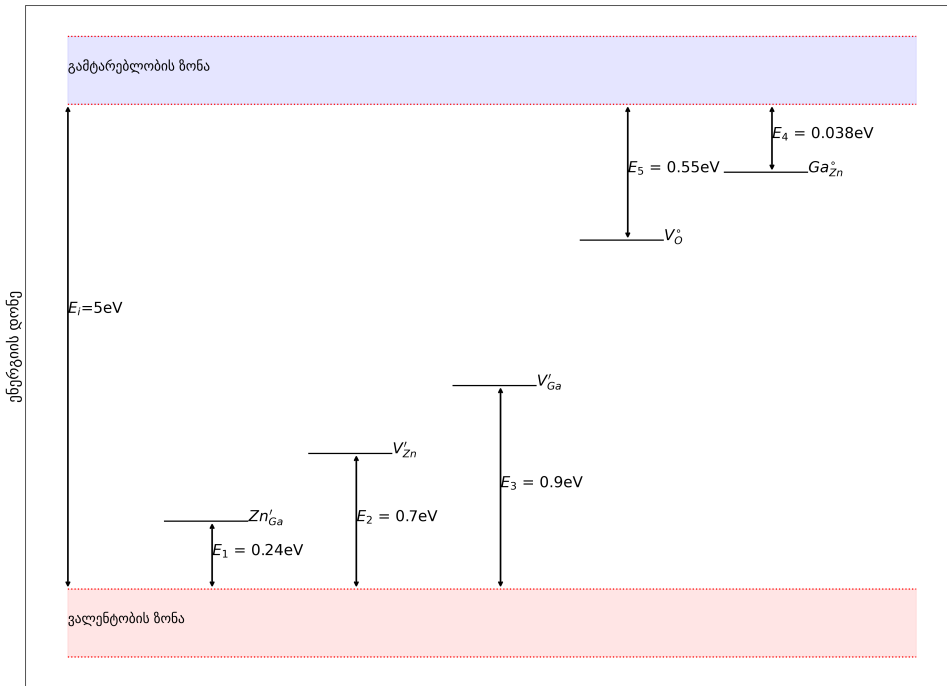 გამტარებლობის ზონა
E₄ = 0.038eV
E₅ = 0.55eV
Ga°Zn
V°O
Eᵢ=5eV
ენერგიის დონე
V′Ga
V′Zn
E₃ = 0.9eV
Zn′Ga
E₂ = 0.7eV
E₁ = 0.24eV
ვალენტობის ზონა